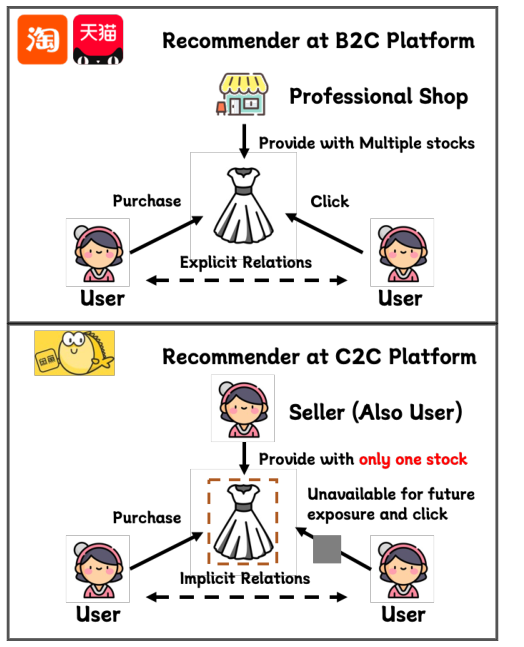 淘
天猫
Recommender at B2C Platform
Professional Shop
Provide with Multiple stocks
Purchase
Click
Explicit Relations
User
User
Recommender at C2C Platform
Seller (Also User)
Provide with only one stock
Unavailable for future
exposure and click
Purchase
Implicit Relations
User
User